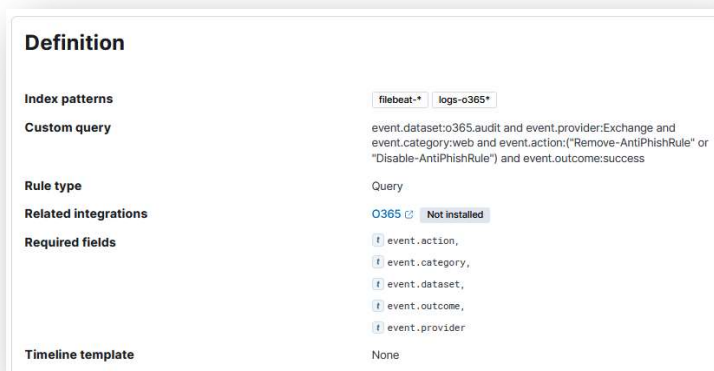 Definition
Index patterns
filebeat-* logs-o365*
Custom query
event.dataset:o365.audit and event.provider:Exchange and
event.category:web and event.action:("Remove-AntiPhishRule" or
"Disable-AntiPhishRule") and event.outcome:success
Rule type
Query
Related integrations
O365 Not installed
Required fields
t event.action,
t event.category,
t event.dataset,
t event.outcome,
t event.provider
Timeline template
None